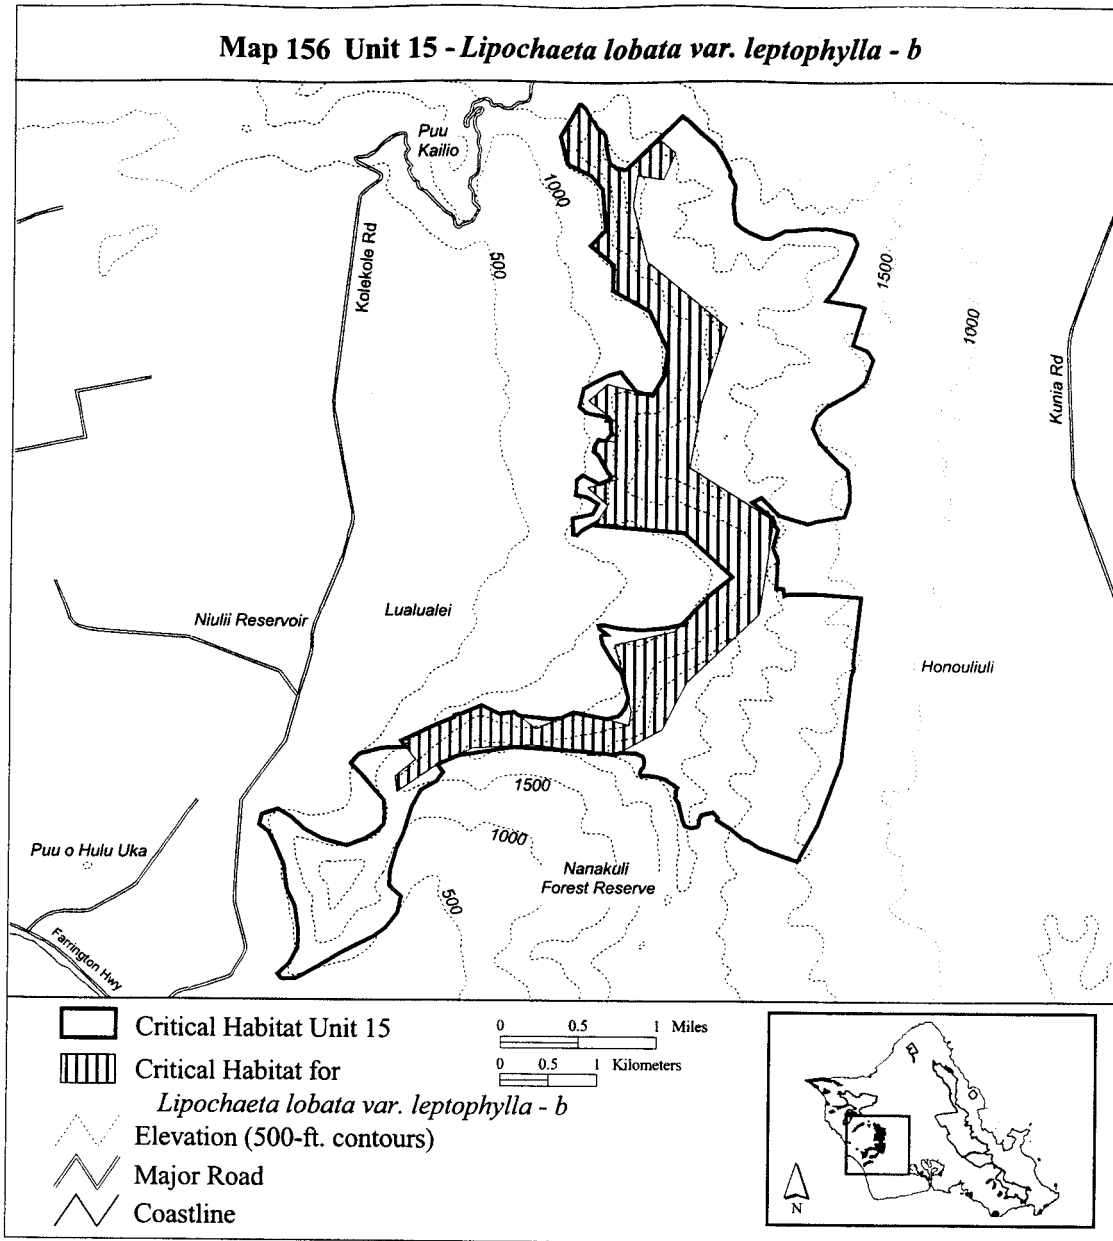 Map 156 Unit 15 - Lipochaeta lobata var. leptophylla - b
Puu
Kailio
1000
Kolekole Rd
500
1500
1000
Kunia Rd
Niulii Reservoir
Lualualei
Honouliuli
1500
1000
Puu o Hulu Uka
Nanakuli
Forest Reserve
500
Farrington Hwy
Critical Habitat Unit 15
0 0.5 1 Miles
0 0.5 1 Kilometers
Critical Habitat for
Lipochaeta lobata var. leptophylla - b
Elevation (500-ft. contours)
Major Road
Coastline
N